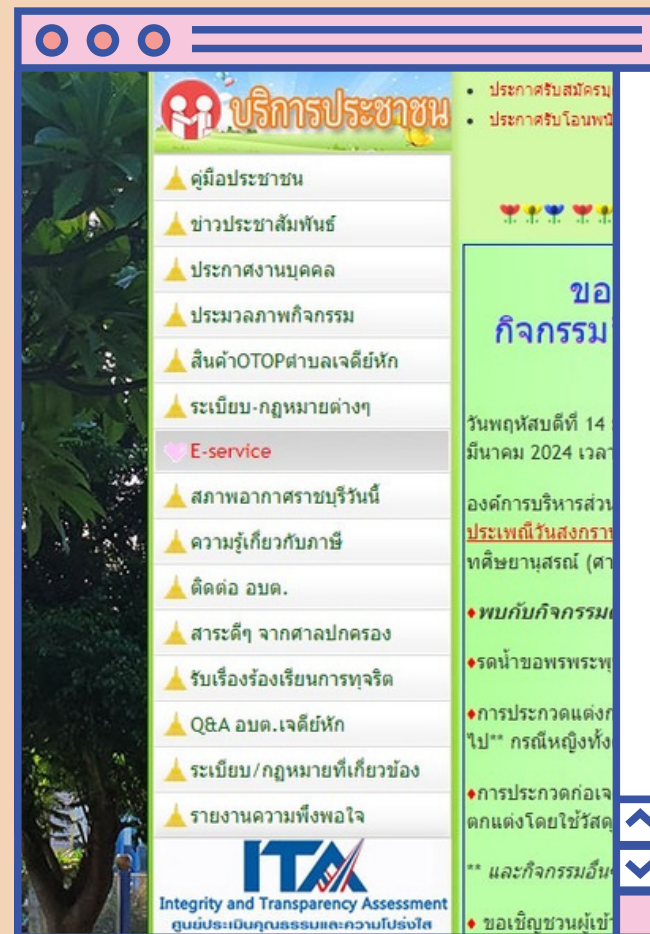 บริการประชาชน
คู่มือประชาชน
ข่าวประชาสัมพันธ์
ประกาศงานบุคคล
ประมวลภาพกิจกรรม
สินค้าOTOPตำบลเจดีย์หัก
ระเบียบ-กฎหมายต่างๆ
E-service
สภาพอากาศราชบุรีวันนี้
ความรู้เกี่ยวกับภาษี
ติดต่อ อบต.
สาระดีๆ จากศาลปกครอง
รับเรื่องร้องเรียนการทุจริต
Q&A อบต.เจดีย์หัก
ระเบียบ/กฎหมายที่เกี่ยวข้อง
รายงานความพึงพอใจ
ITA
Integrity and Transparency Assessment
ศูนย์ประเมินคุณธรรมและความโปร่งใส
ประกาศรับสมัครบุ
ประกาศรับโอนพนั
ขอ
กิจกรรม
วันพฤหัสบดีที่ 14
มีนาคม 2024 เวลา
องค์การบริหารส่วน
ประเพณีวันสงกราน
ทศิษยานุสรณ์ (ศา
♦พบกับกิจกรรม
♦รดน้ำขอพรพระพุ
♦การประกวดแต่งก
ไป** กรณีหญิงทั้ง
♦การประกวดก่อเจ
ตกแต่งโดยใช้วัสดุ
** และกิจกรรมอื่น
♦ ขอเชิญชวนผู้เข้า